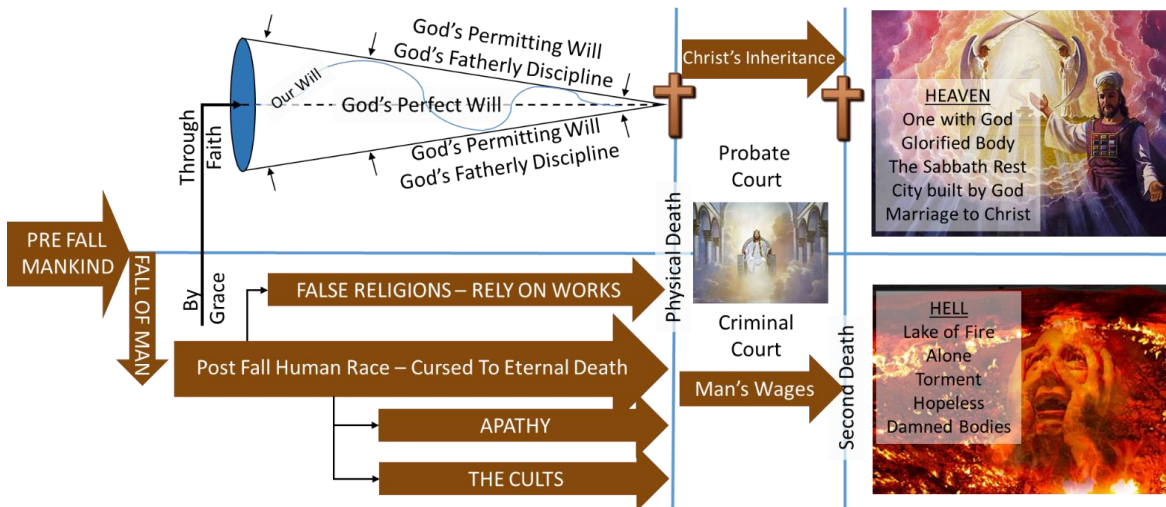 God's Permitting Will
God's Fatherly Discipline
Our Will
God's Perfect Will
God's Permitting Will
God's Fatherly Discipline
Through
Faith
By
Grace
PRE FALL
MANKIND
FALL OF MAN
FALSE RELIGIONS – RELY ON WORKS
Post Fall Human Race – Cursed To Eternal Death
APATHY
THE CULTS
Physical Death
Christ's Inheritance
Probate
Court
Criminal
Court
Man's Wages
Second Death
HEAVEN
One with God
Glorified Body
The Sabbath Rest
City built by God
Marriage to Christ
HELL
Lake of Fire
Alone
Torment
Hopeless
Damned Bodies